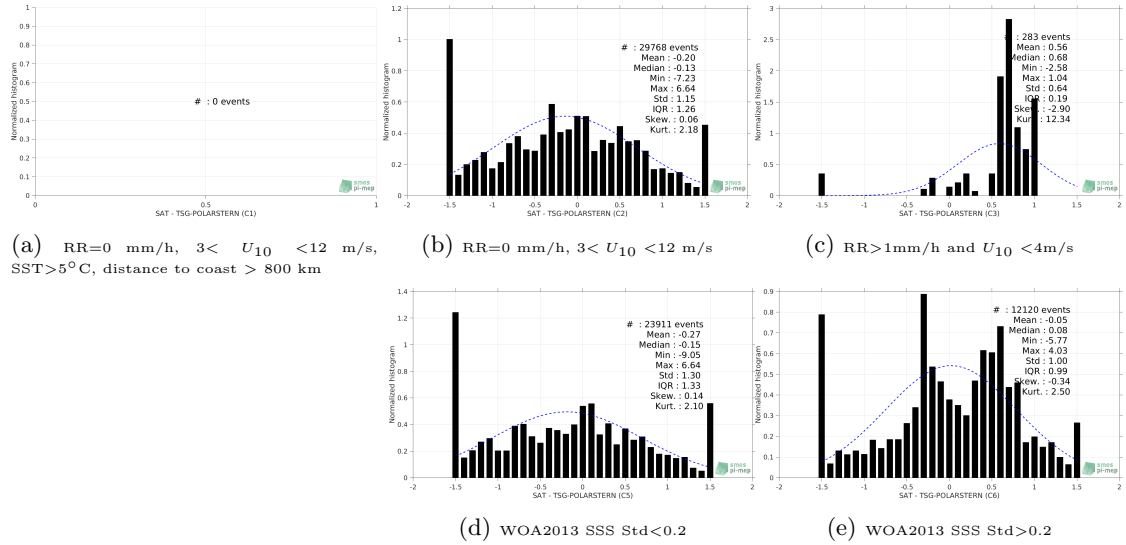 1
0.9
0.8
0.7
0.6
0.5
0.4
0.3
0.2
0.1
0
Normalized histogram
# : 0 events
0 0.5 1
SAT - TSG-POLARSTERN (C1)
smos
pi-mep
(a) RR=0 mm/h, 3< U10 <12 m/s,
SST>5°C, distance to coast > 800 km
1.2
1
0.8
0.6
0.4
0.2
0
Normalized histogram
# : 29768 events
Mean : -0.20
Median : -0.13
Min : -7.23
Max : 6.64
Std : 1.15
IQR : 1.26
Skew. : 0.06
Kurt. : 2.18
-2 -1.5 -1 -0.5 0 0.5 1 1.5 2
SAT - TSG-POLARSTERN (C2)
smos
pi-mep
(b) RR=0 mm/h, 3< U10 <12 m/s
3
2.5
2
1.5
1
0.5
0
Normalized histogram
# : 283 events
Mean : 0.56
Median : 0.68
Min : -2.58
Max : 1.04
Std : 0.64
IQR : 0.19
Skew. : -2.90
Kurt. : 12.34
-2 -1.5 -1 -0.5 0 0.5 1 1.5 2
SAT - TSG-POLARSTERN (C3)
smos
pi-mep
(c) RR>1mm/h and U10 <4m/s
1.4
1.2
1
0.8
0.6
0.4
0.2
0
Normalized histogram
# : 23911 events
Mean : -0.27
Median : -0.15
Min : -9.05
Max : 6.64
Std : 1.30
IQR : 1.33
Skew. : 0.14
Kurt. : 2.10
-2 -1.5 -1 -0.5 0 0.5 1 1.5 2
SAT - TSG-POLARSTERN (C5)
smos
pi-mep
(d) WOA2013 SSS Std<0.2
0.9
0.8
0.7
0.6
0.5
0.4
0.3
0.2
0.1
0
Normalized histogram
# : 12120 events
Mean : -0.05
Median : 0.08
Min : -5.77
Max : 4.03
Std : 1.00
IQR : 0.99
Skew. : -0.34
Kurt. : 2.50
-2 -1.5 -1 -0.5 0 0.5 1 1.5 2
SAT - TSG-POLARSTERN (C6)
smos
pi-mep
(e) WOA2013 SSS Std>0.2